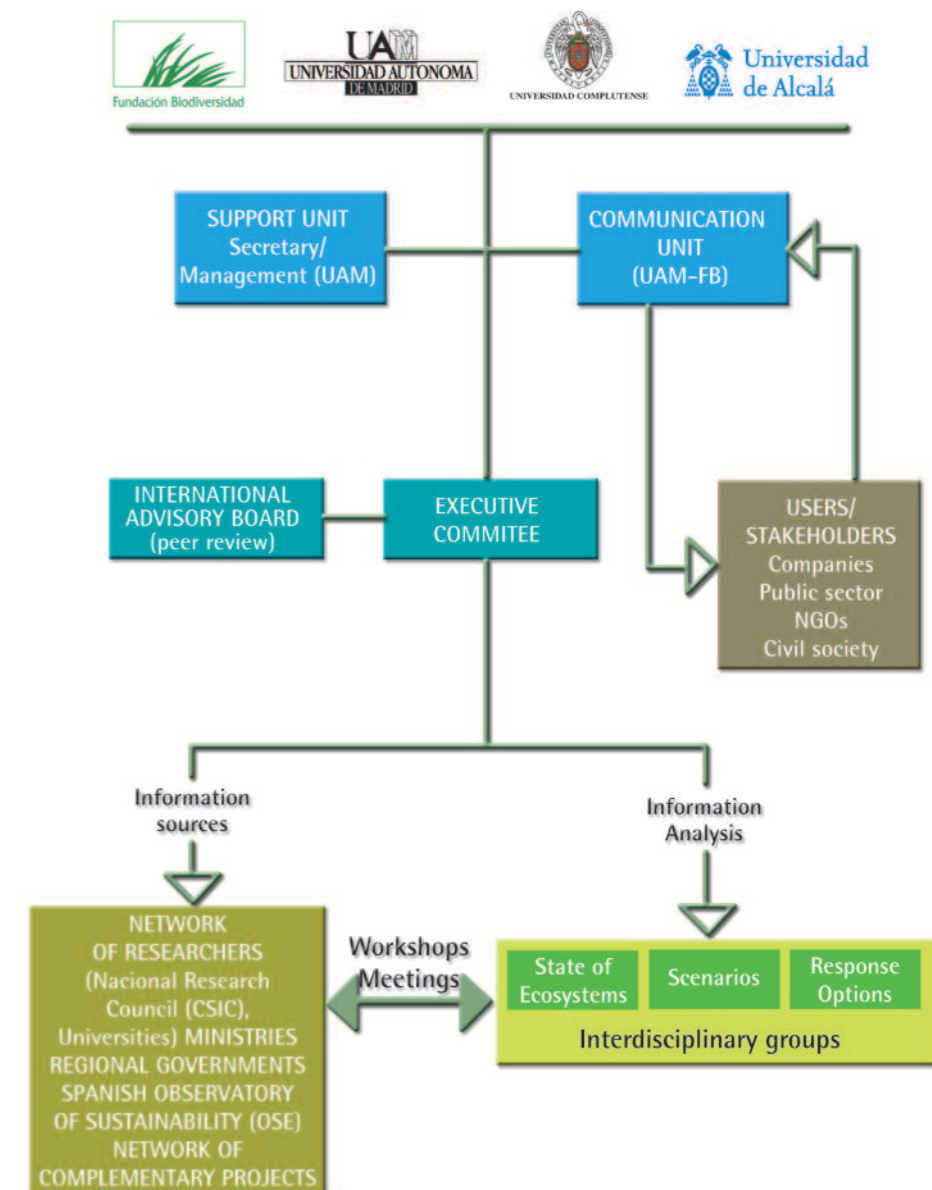 Fundación Biodiversidad
UAM
UNIVERSIDAD AUTONOMA
DE MADRID
UNIVERSIDAD COMPLUTENSE
Universidad
de Alcalá
SUPPORT UNIT
Secretary/
Management (UAM)
COMMUNICATION
UNIT
(UAM-FB)
INTERNATIONAL
ADVISORY BOARD
(peer review)
EXECUTIVE
COMMITEE
USERS/
STAKEHOLDERS
Companies
Public sector
NGOs
Civil society
Information
sources
Information
Analysis
NETWORK
OF RESEARCHERS
(Nacional Research
Council (CSIC),
Universities) MINISTRIES
REGIONAL GOVERNMENTS
SPANISH OBSERVATORY
OF SUSTAINABILITY (OSE)
NETWORK OF
COMPLEMENTARY PROJECTS
Workshops
Meetings
State of
Ecosystems
Scenarios
Response
Options
Interdisciplinary groups